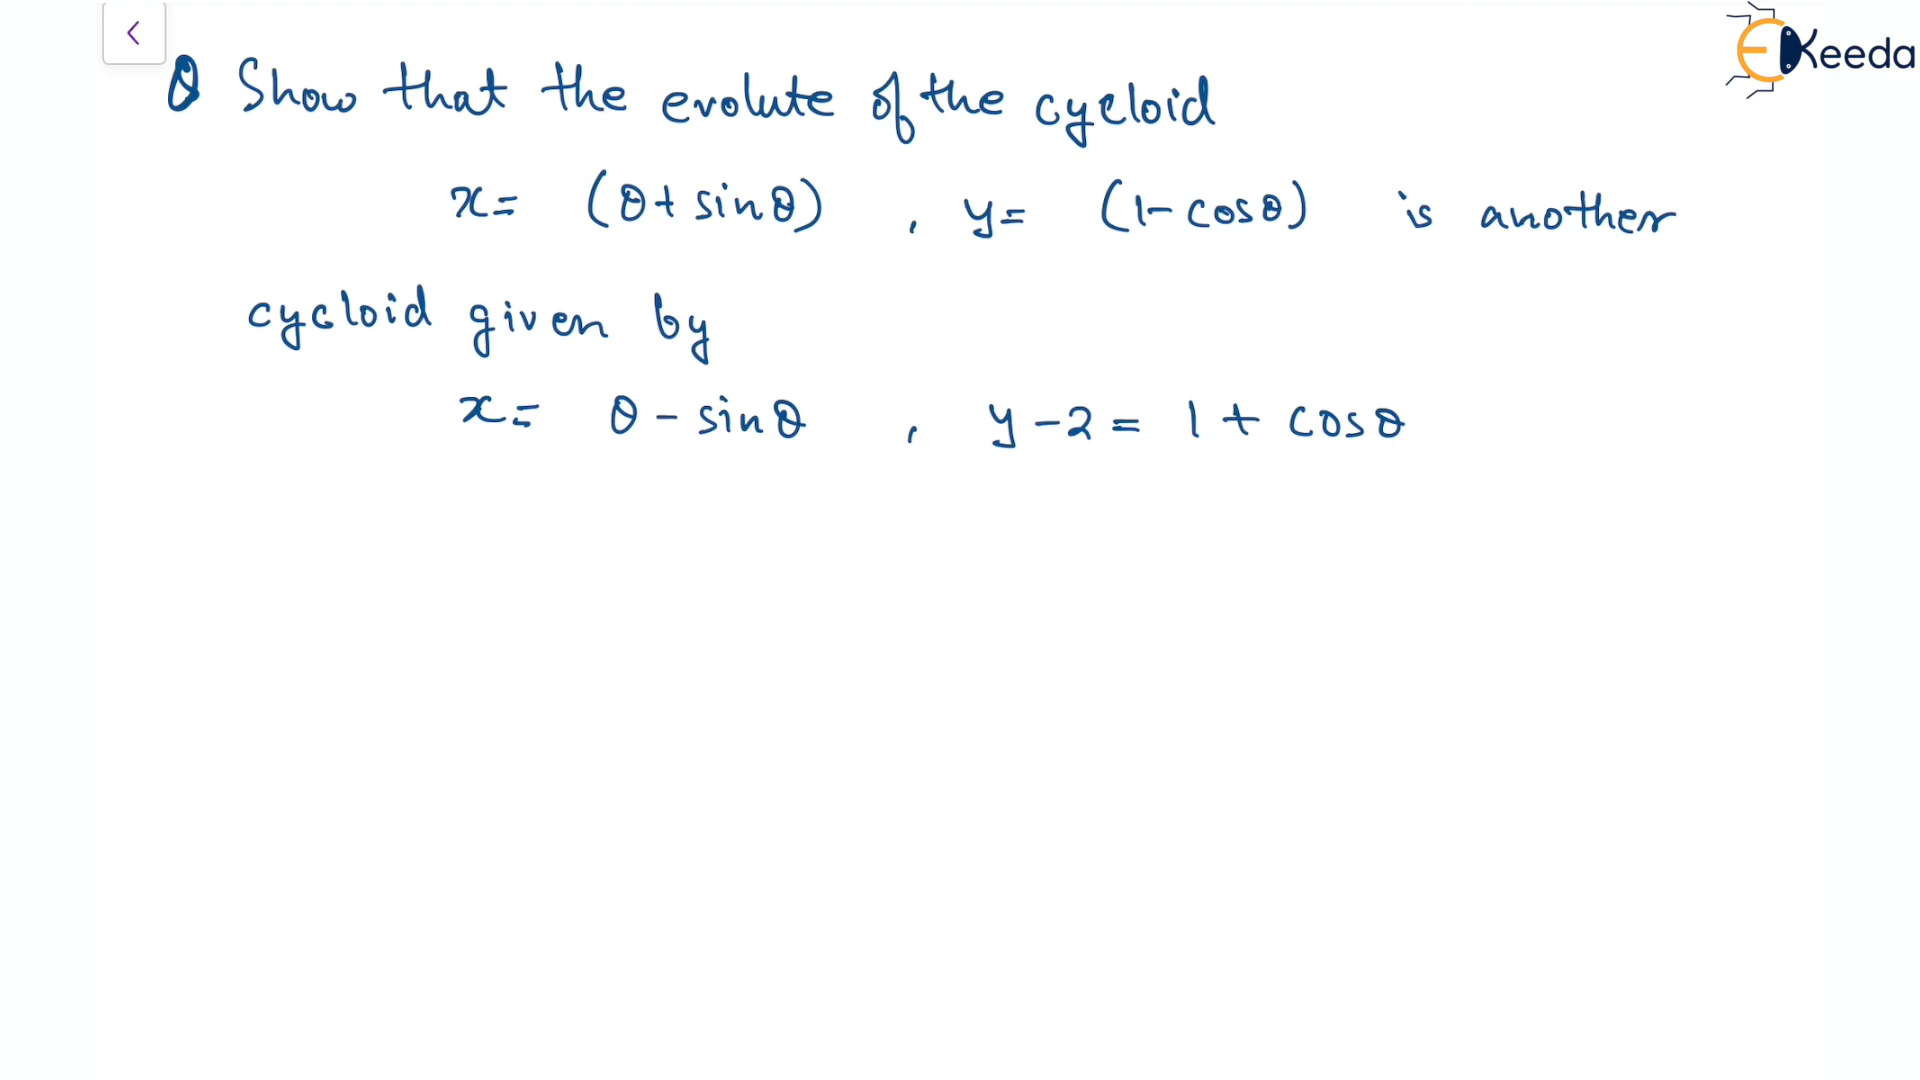 Q Show that the evolute of the cycloid
x= (θ+ sinθ) , y= (1- cosθ) is another
cycloid given by
x= θ - sinθ , y-2 = 1 + cosθ
EKeeda